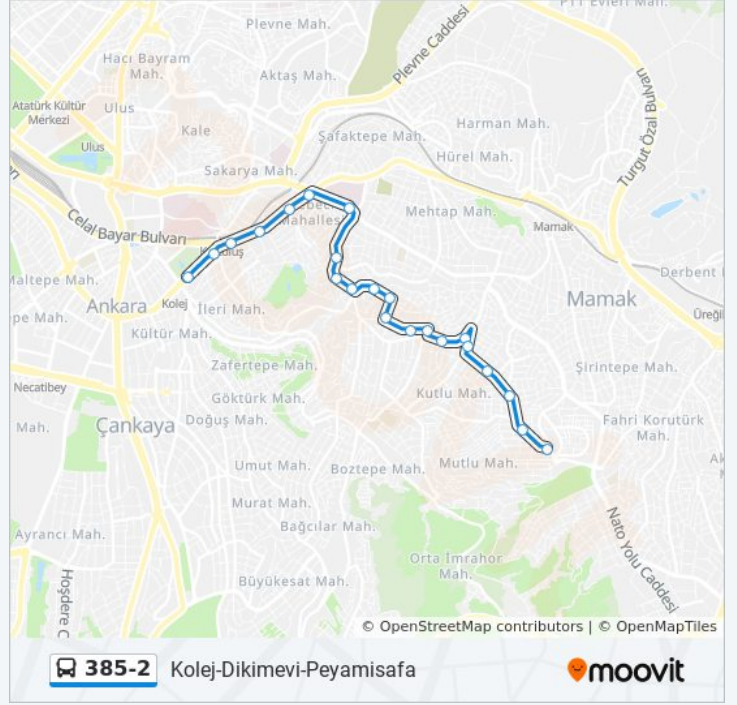 PTT Evleri Mah.
Plevne Mah.
Plevne Caddesi
Hacı Bayram
Mah.
Aktaş Mah.
Atatürk Kültür
Merkezi
Ulus
Kale
Harman Mah.
Şafaktepe Mah.
Turgut Özal Bulvarı
Ulus
Hürel Mah.
Sakarya Mah.
Mahallesi
Mehtap Mah.
Celal Bayar Bulvarı
Mamak
Derbent
Maltepe Mah.
Kolej
İleri Mah.
Ankara
Mamak
Kültür Mah.
Zafertepe Mah.
Şirintepe Mah.
Necatibey
Göktürk Mah.
Kutlu Mah.
Çankaya
Doğuş Mah.
Fahri Korutürk
Mah.
Mah.
Umut Mah.
Boztepe Mah.
Mutlu Mah.
Murat Mah.
Bağcılar Mah.
Nato Yolu Caddesi
Ayrancı Mah.
Orta İmrahor
Mah.
Hoşdere C
Büyükesat Mah.
© OpenStreetMap contributors | © OpenMapTiles
385-2 Kolej-Dikimevi-Peyamisafa
moovit